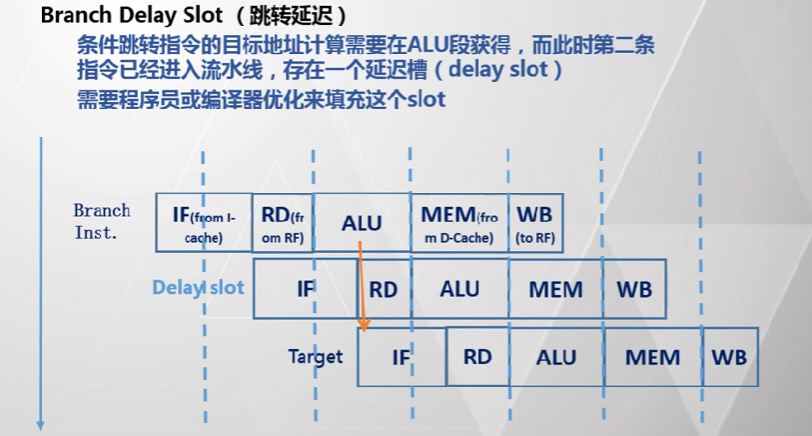 Branch Delay Slot （跳转延迟）
条件跳转指令的目标地址计算需要在ALU段获得，而此时第二条
指令已经进入流水线，存在一个延迟槽（delay slot）
需要程序员或编译器优化来填充这个slot
Branch
Inst.
IF(from I-
cache)
RD(fr
om RF)
ALU
MEM(fro
m D-Cache)
WB
(to RF)
Delay slot
IF
RD
ALU
MEM
WB
Target
IF
RD
ALU
MEM
WB